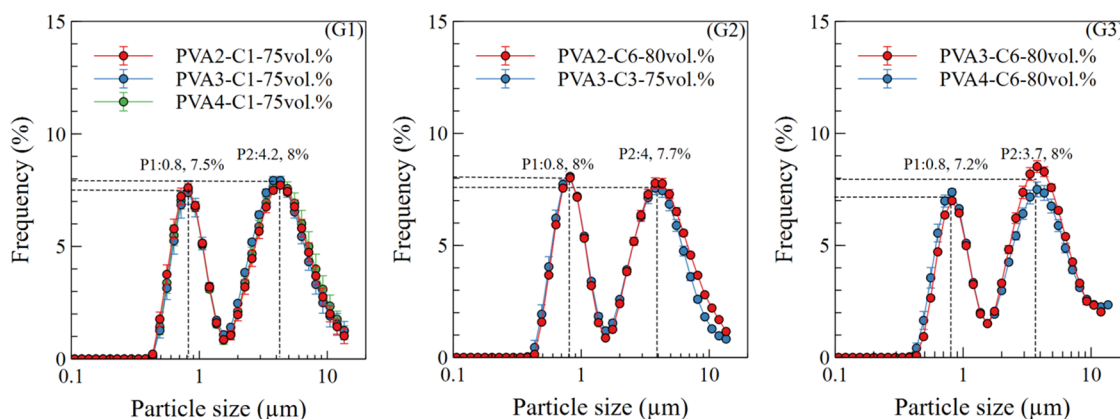 (G1)
PVA2-C1-75vol.%
PVA3-C1-75vol.%
PVA4-C1-75vol.%
P1:0.8, 7.5%
P2:4.2, 8%
Frequency (%)
15
10
5
0
0.1
1
10
Particle size (µm)
(G2)
PVA2-C6-80vol.%
PVA3-C3-75vol.%
P1:0.8, 8%
P2:4, 7.7%
Frequency (%)
15
10
5
0
0.1
1
10
Particle size (µm)
(G3)
PVA3-C6-80vol.%
PVA4-C6-80vol.%
P1:0.8, 7.2%
P2:3.7, 8%
Frequency (%)
15
10
5
0
0.1
1
10
Particle size (µm)